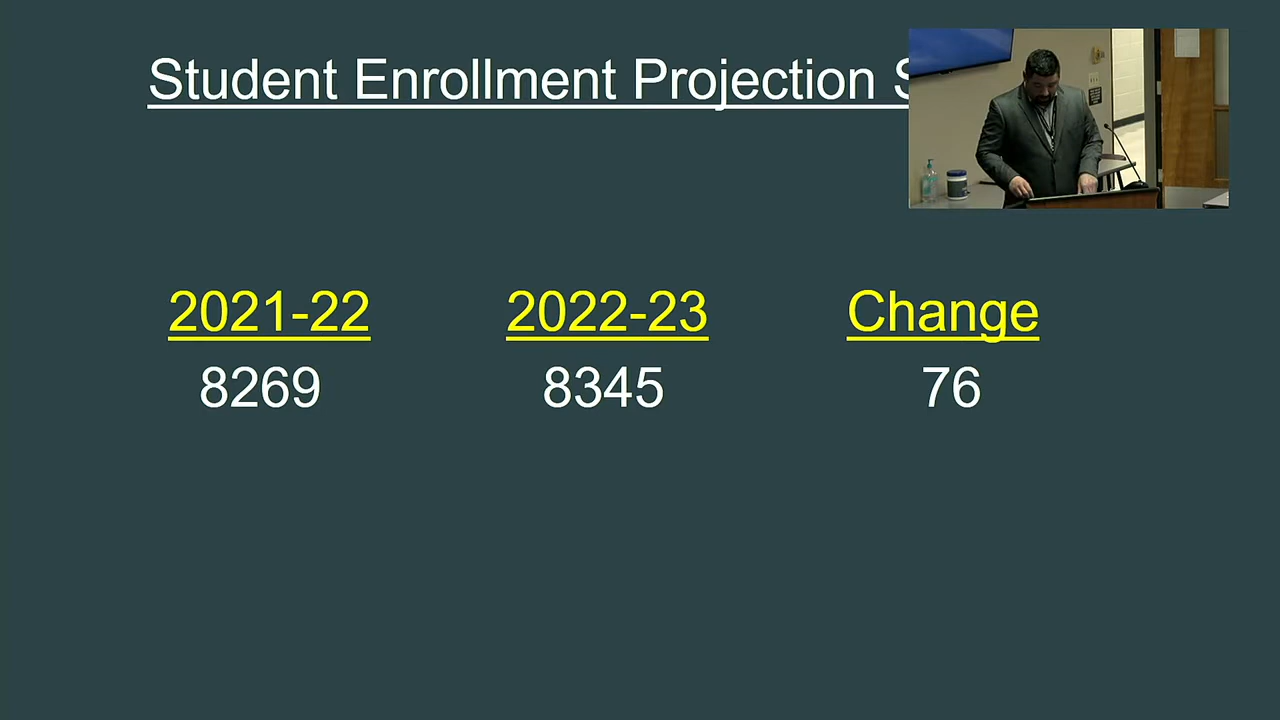 Student Enrollment Projection S
2021-22 2022-23 Change
8269 8345 76